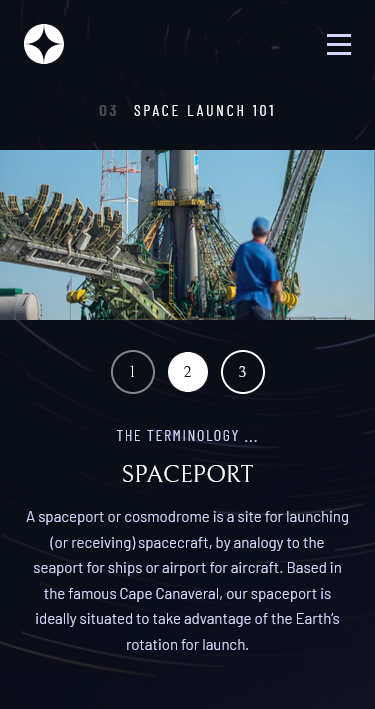 03 SPACE LAUNCH 101
1 2 3
THE TERMINOLOGY ...
SPACEPORT
A spaceport or cosmodrome is a site for launching
(or receiving) spacecraft, by analogy to the
seaport for ships or airport for aircraft. Based in
the famous Cape Canaveral, our spaceport is
ideally situated to take advantage of the Earth’s
rotation for launch.